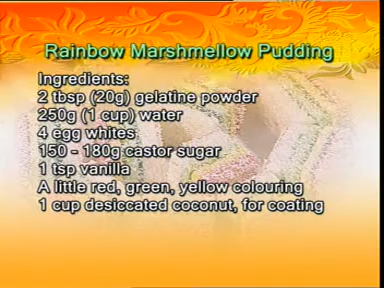 Rainbow Marshmellow Pudding
Ingredients:
2 tbsp (20g) gelatine powder
250g (1 cup) water
4 egg whites
150 - 180g castor sugar
1 tsp vanilla
A little red, green, yellow colouring
1 cup desiccated coconut, for coating